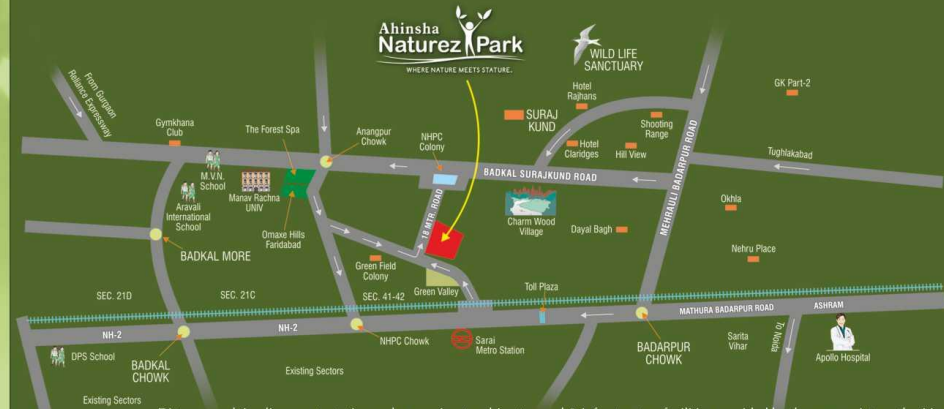 Ahinsha
Naturez Park
WHERE NATURE MEETS STATURE.
WILD LIFE
SANCTUARY
From Gurgaon
Reliance Expressway
Gymkhana
Club
The Forest Spa
Anangpur
Chowk
NHPC
Colony
SURAJ
KUND
Hotel
Rajhans
Hotel
Claridges
Shooting
Range
Hill View
GK Part-2
Tughlakabad
M.V.N.
School
Aravali
International
School
Manav Rachna
UNIV
Omaxe Hills
Faridabad
BADKAL SURAJKUND ROAD
MEHRAULI BADARPUR ROAD
18 MTR. ROAD
Charm Wood
Village
Dayal Bagh
Okhla
Nehru Place
BADKAL MORE
Green Field
Colony
Green Valley
Toll Plaza
SEC. 21D
SEC. 21C
SEC. 41-42
MATHURA BADARPUR ROAD
ASHRAM
NH-2
NH-2
NHPC Chowk
Sarai
Metro Station
BADARPUR
CHOWK
Sarita
Vihar
To Noida
Apollo Hospital
DPS School
BADKAL
CHOWK
Existing Sectors
Existing Sectors